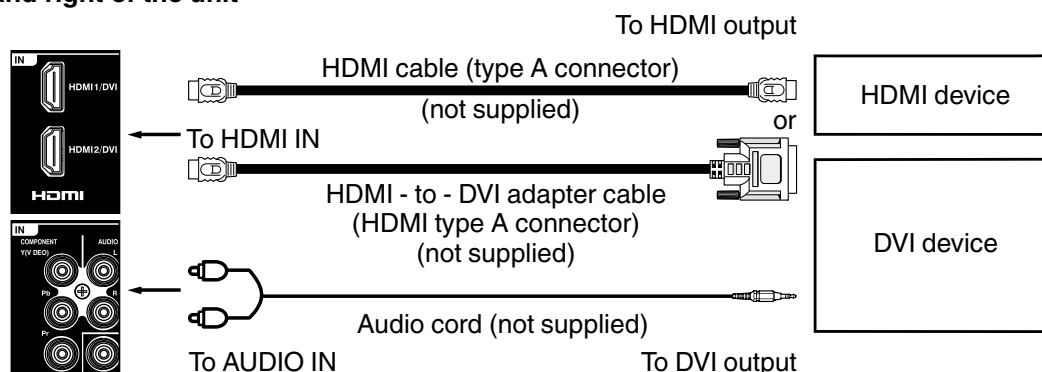 and right of the unit
To HDMI output
IN
HDMI1/DVI
HDMI2/DVI
HDMI
HDMI cable (type A connector)
(not supplied)
HDMI device
or
To HDMI IN
HDMI - to - DVI adapter cable
(HDMI type A connector)
(not supplied)
DVI device
IN
COMPONENT AUDIO
Y(V DEO) L
Pb R
Pr
Audio cord (not supplied)
To AUDIO IN To DVI output